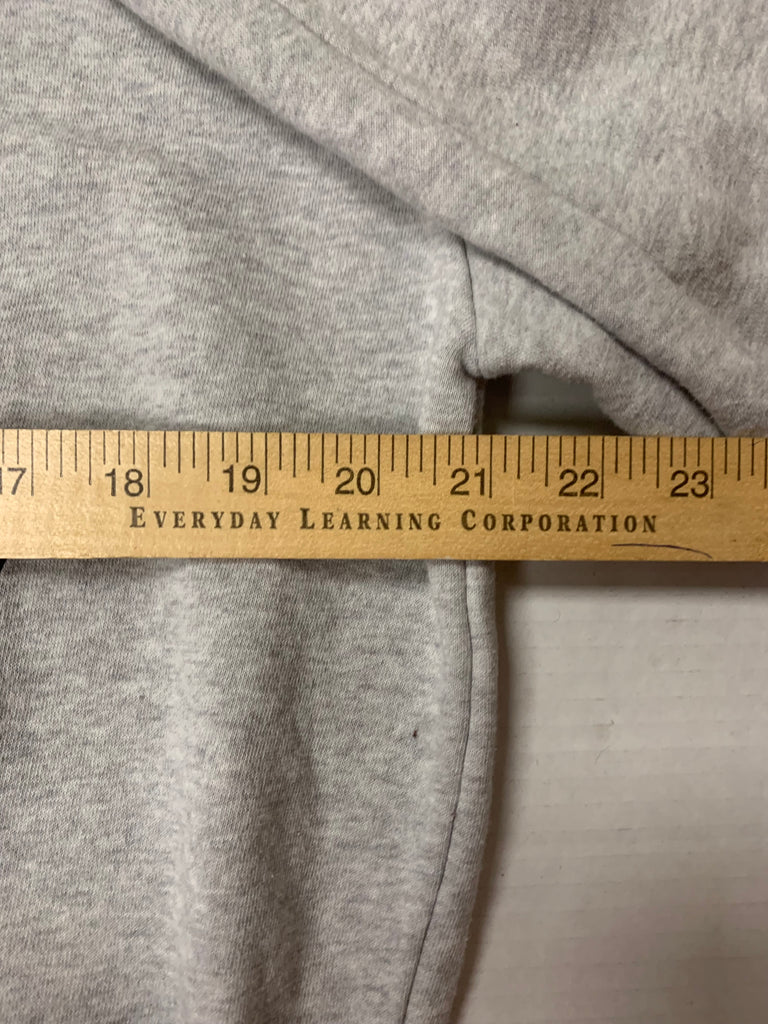 17 18 19 20 21 22 23
EVERYDAY LEARNING CORPORATION